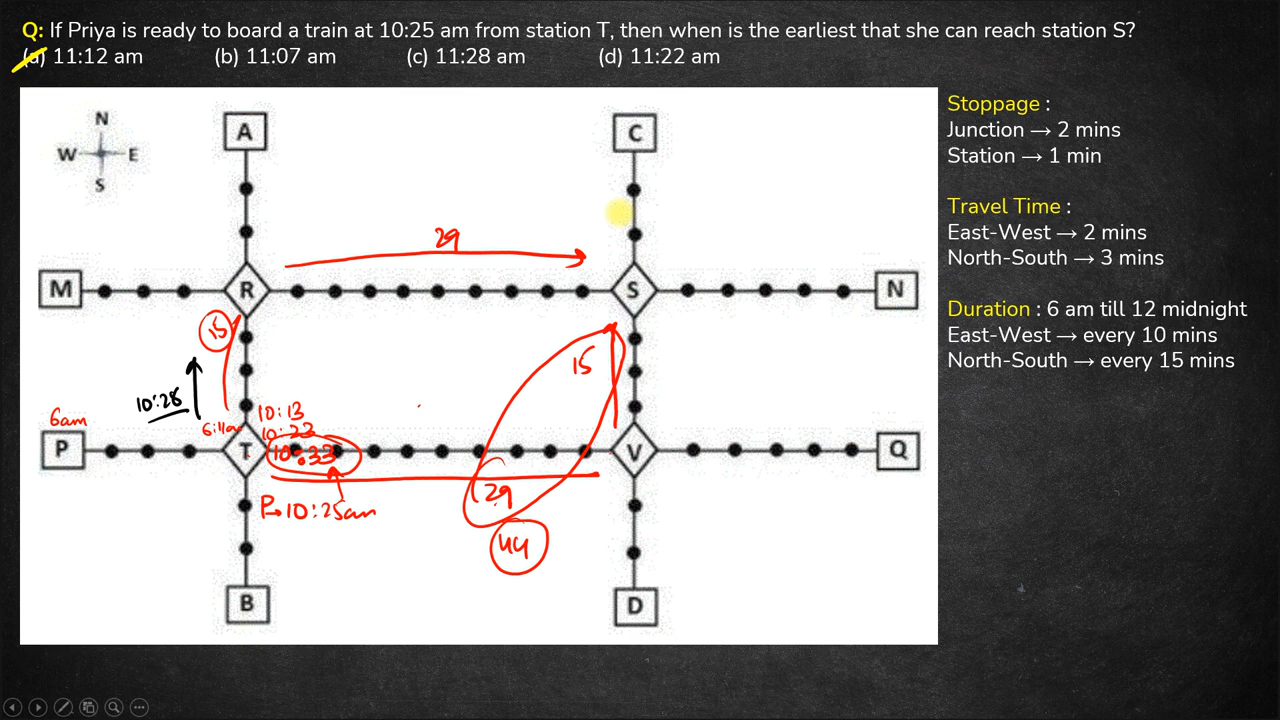 Q: If Priya is ready to board a train at 10:25 am from station T, then when is the earliest that she can reach station S?
(a) 11:12 am (b) 11:07 am (c) 11:28 am (d) 11:22 am
Stoppage :
Junction → 2 mins
Station → 1 min
Travel Time :
East-West → 2 mins
North-South → 3 mins
Duration : 6 am till 12 midnight
East-West → every 10 mins
North-South → every 15 mins
N
W E
S
A C
29
M R S N
15
15
10:28
6am
10:13
10:23
P T 10:33 V Q
P→10:25am
29
44
B D